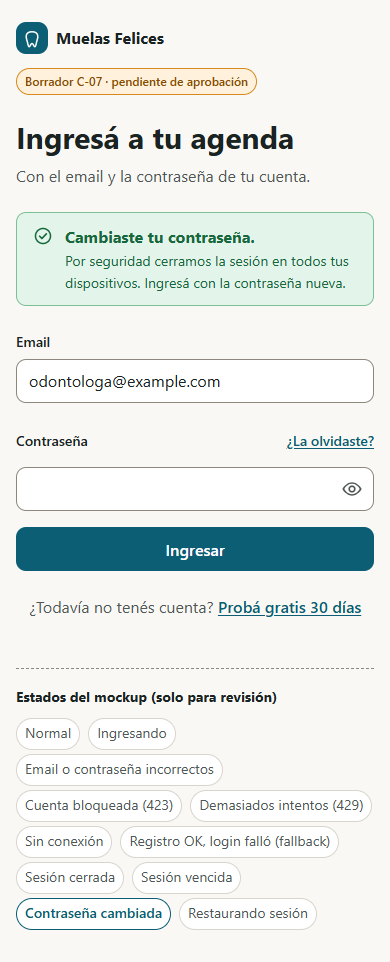 Muelas Felices
Borrador C-07 · pendiente de aprobación
Ingresá a tu agenda
Con el email y la contraseña de tu cuenta.
Cambiaste tu contraseña.
Por seguridad cerramos la sesión en todos tus
dispositivos. Ingresá con la contraseña nueva.
Email
odontologa@example.com
Contraseña ¿La olvidaste?
Ingresar
¿Todavía no tenés cuenta? Probá gratis 30 días
Estados del mockup (solo para revisión)
Normal Ingresando
Email o contraseña incorrectos
Cuenta bloqueada (423) Demasiados intentos (429)
Sin conexión Registro OK, login falló (fallback)
Sesión cerrada Sesión vencida
Contraseña cambiada Restaurando sesión